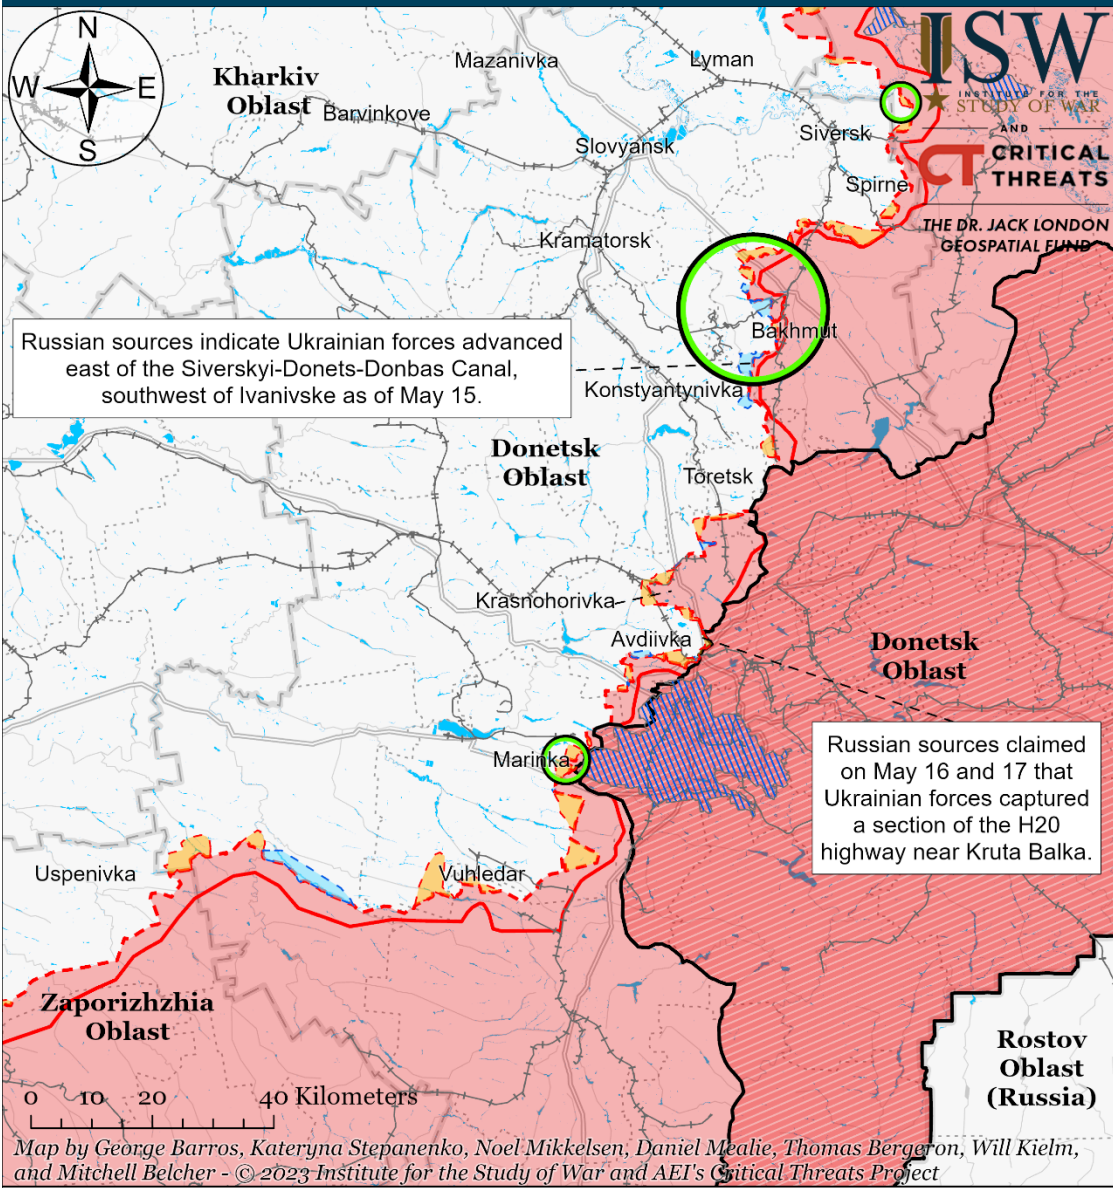 N
W
E
S
ISW
INSTITUTE FOR THE
STUDY OF WAR
AND
CT CRITICAL
THREATS
THE DR. JACK LONDON
GEOSPATIAL FUND
Kharkiv
Oblast
Mazanivka
Lyman
Barvinkove
Slovyansk
Siversk
Spirne
Kramatorsk
Bakhmut
Russian sources indicate Ukrainian forces advanced
east of the Siverskyi-Donets-Donbas Canal,
southwest of Ivanivske as of May 15.
Konstyantynivka
Donetsk
Oblast
Toretsk
Krasnohorivka
Avdiivka
Donetsk
Oblast
Marinka
Russian sources claimed
on May 16 and 17 that
Ukrainian forces captured
a section of the H20
highway near Kruta Balka.
Uspenivka
Vuhledar
Zaporizhzhia
Oblast
Rostov
Oblast
(Russia)
0 10 20 40 Kilometers
Map by George Barros, Kateryna Stepanenko, Noel Mikkelsen, Daniel Mealie, Thomas Bergeron, Will Kielm,
and Mitchell Belcher - © 2023 Institute for the Study of War and AEI's Critical Threats Project